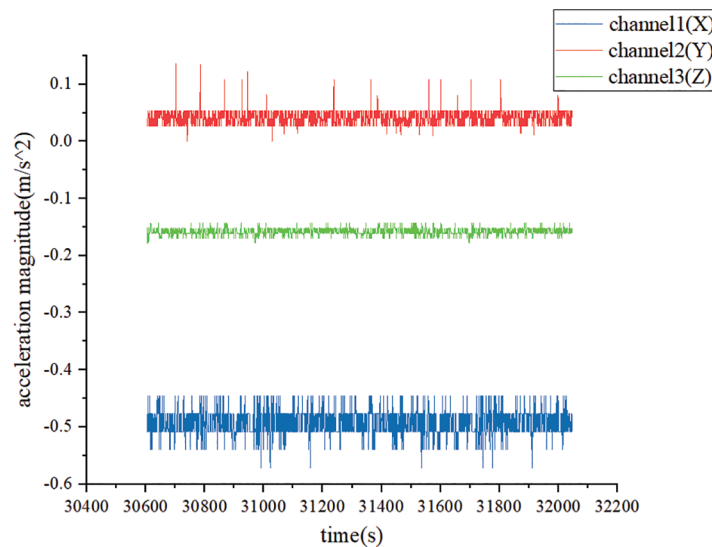 channel1(X)
channel2(Y)
channel3(Z)
acceleration magnitude(m/s^2)
0.1
0.0
-0.1
-0.2
-0.3
-0.4
-0.5
-0.6
30400 30600 30800 31000 31200 31400 31600 31800 32000 32200
time(s)